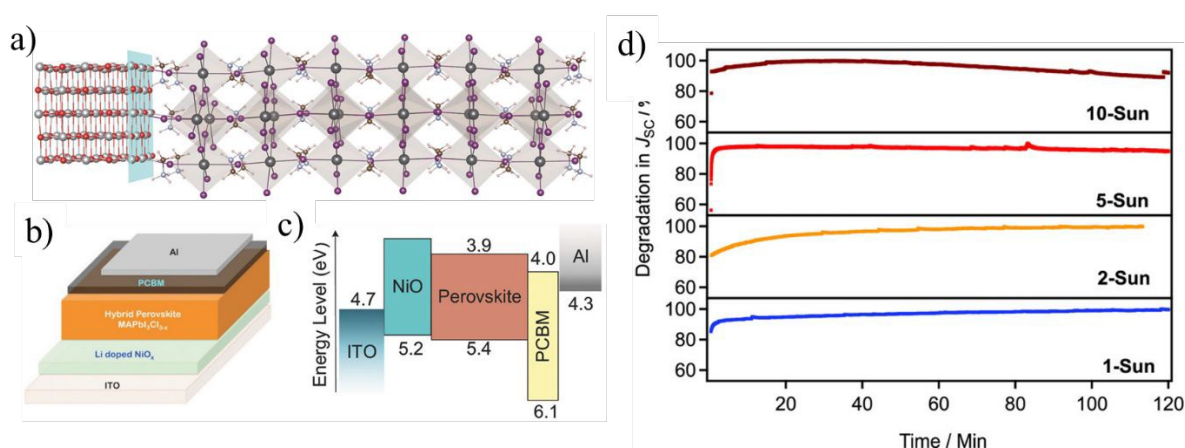 a)
b)
Al
PCBM
Hybrid Perovskite
MAPbI₃Cl₃₋ₓ
Li doped NiOₓ
ITO
c)
Energy Level (eV)
4.7
ITO
NiO
5.2
3.9
Perovskite
5.4
4.0
PCBM
6.1
Al
4.3
d)
Degradation in Jsc / %
100
80
60
10-Sun
100
80
60
5-Sun
100
80
60
2-Sun
100
80
60
1-Sun
20
40
60
80
100
120
Time / Min